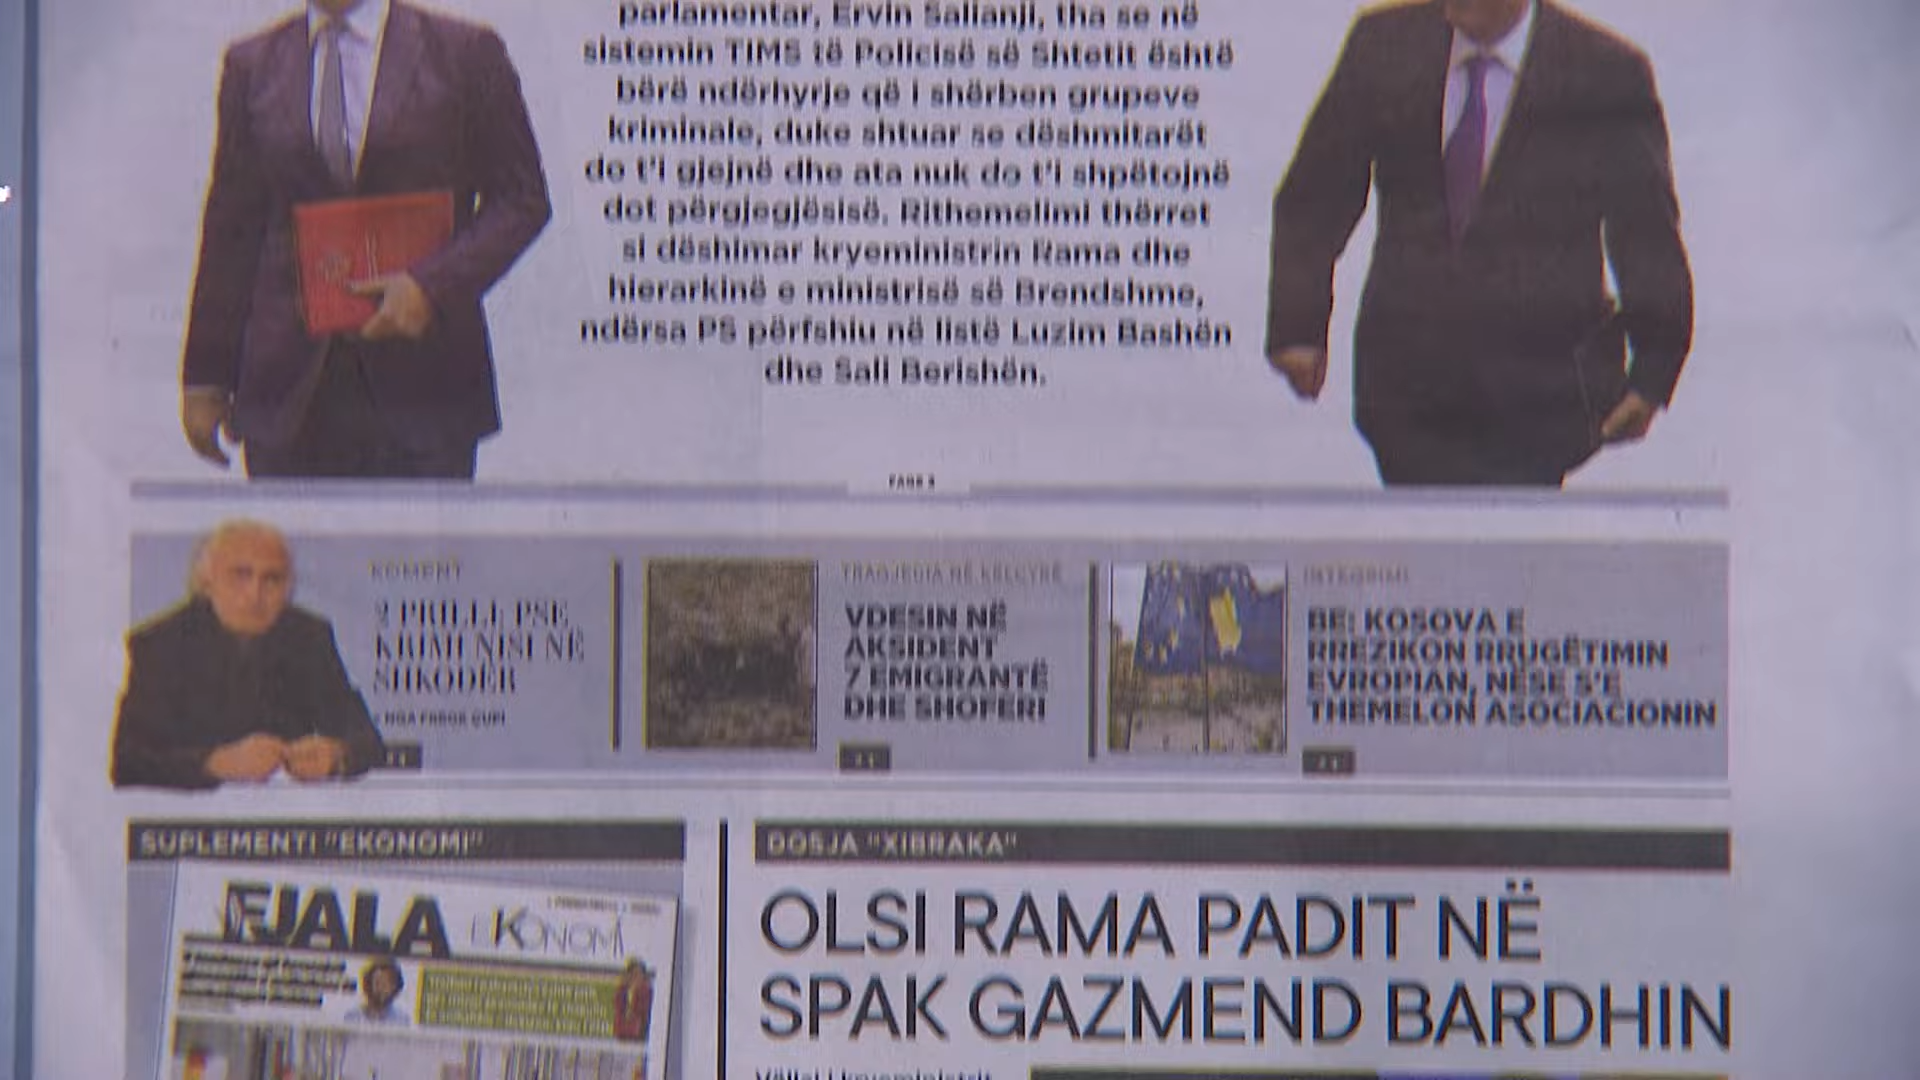 parlamentar, Ervin Salianji, tha se në
sistemin TIMS të Policisë së Shtetit është
bërë ndërhyrje që i shërben grupeve
kriminale, duke shtuar se dëshmitarët
do t'i gjejnë dhe ata nuk do t'i shpëtojnë
dot përgjegjësisë. Rithemelimi thërret
si dëshimar kryeministrin Rama dhe
hierarkinë e ministrisë së Brendshme,
ndërsa PS përfshiu në listë Luzim Bashën
dhe Sali Berishën.
KOMENT
2 PRILLI: PSE
KRIMI NISI NË
SHKODËR
TRAGJEDIA NË KËLCYRË
VDESIN NË
AKSIDENT
7 EMIGRANTË
DHE SHOFERI
INTEGRIMI
BE: KOSOVA E
RREZIKON RRUGËTIMIN
EVROPIAN, NËSE S'E
THEMELON ASOCIACIONIN
SUPLEMENTI "EKONOMI"
FJALA EKONOMI
DOSJA "XIBRAKA"
OLSI RAMA PADIT NË
SPAK GAZMEND BARDHIN